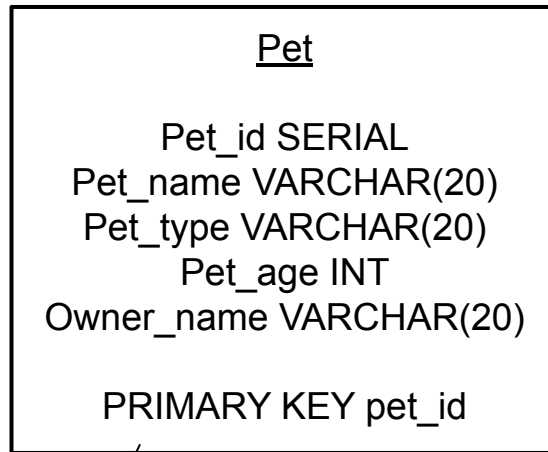 Pet
Pet_id SERIAL
Pet_name VARCHAR(20)
Pet_type VARCHAR(20)
Pet_age INT
Owner_name VARCHAR(20)
PRIMARY KEY pet_id